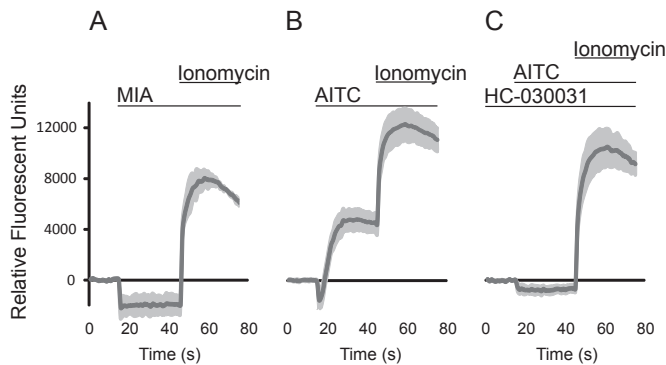 A
B
C
Ionomycin
Ionomycin
Ionomycin
MIA
AITC
AITC
HC-030031
Relative Fluorescent Units
12000
8000
4000
0
0 20 40 60 80
0 20 40 60 80
0 20 40 60 80
Time (s)
Time (s)
Time (s)